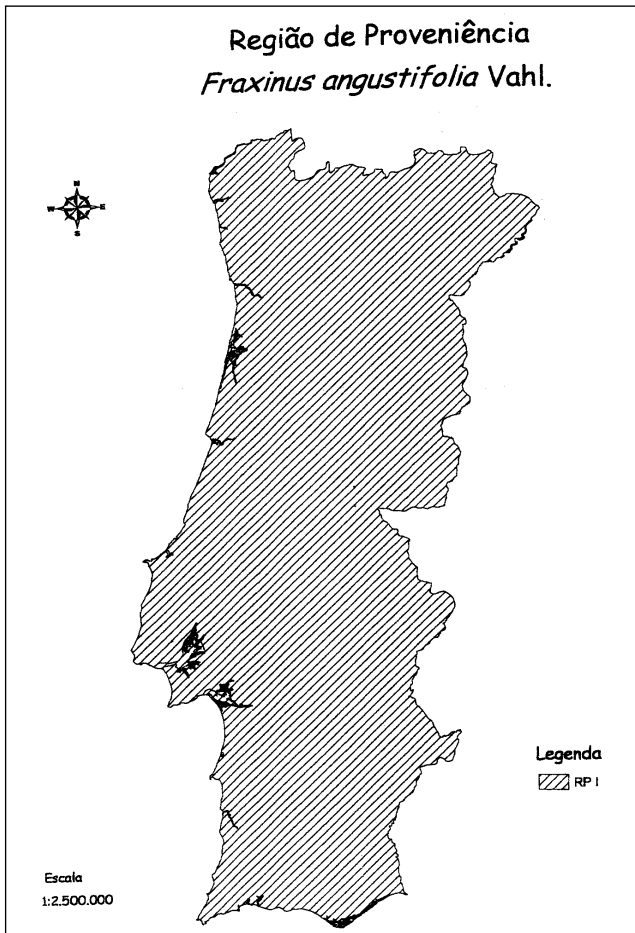 Região de Proveniência
Fraxinus angustifolia Vahl.
N
W E
S
Legenda
RP I
Escala
1:2.500.000